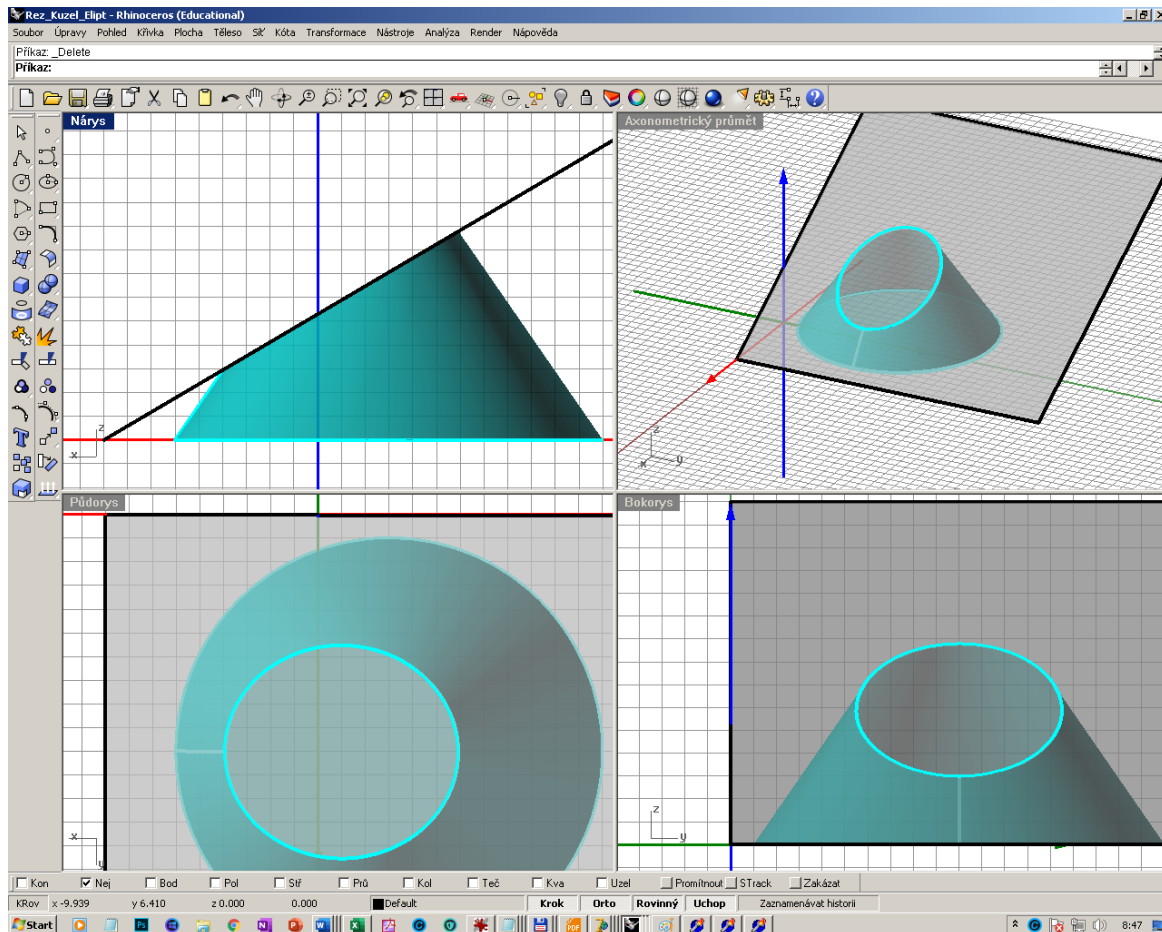 Rez_Kuzel_Elipt - Rhinoceros (Educational)
Soubor Úpravy Pohled Křivka Plocha Těleso Síť Kóta Transformace Nástroje Analýza Render Nápověda
Příkaz: _Delete
Příkaz:
Nárys
Axonometrický průmět
z
x
z
x
y
Půdorys
Bokorys
x
y
z
y
Kon Nej Bod Pol Stř Prů Kol Teč Kva Uzel Promítnout STrack Zakázat
KRov x -9.939 y 6.410 z 0.000 0.000 Default Krok Orto Rovinný Uchop Zaznamenávat historii
Start 8:47